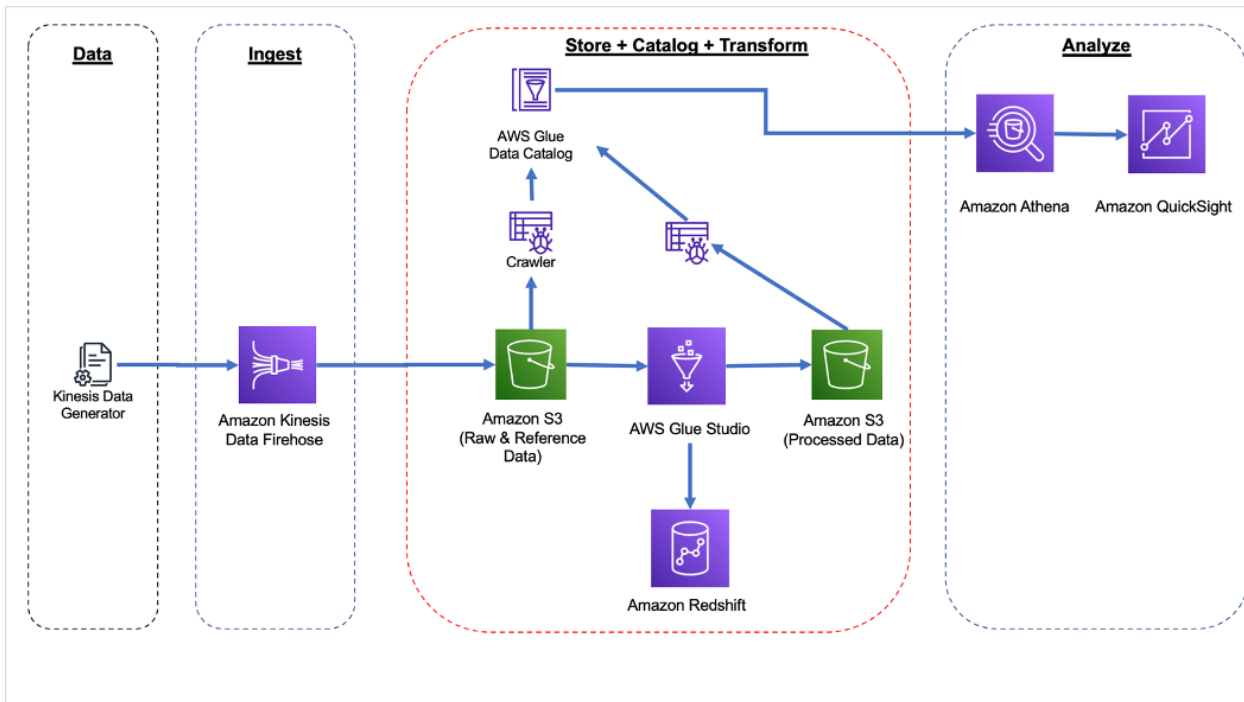 Data
Ingest
Store + Catalog + Transform
Analyze
AWS Glue
Data Catalog
Crawler
Amazon Athena
Amazon QuickSight
Kinesis Data
Generator
Amazon Kinesis
Data Firehose
Amazon S3
(Raw & Reference
Data)
AWS Glue Studio
Amazon S3
(Processed Data)
Amazon Redshift